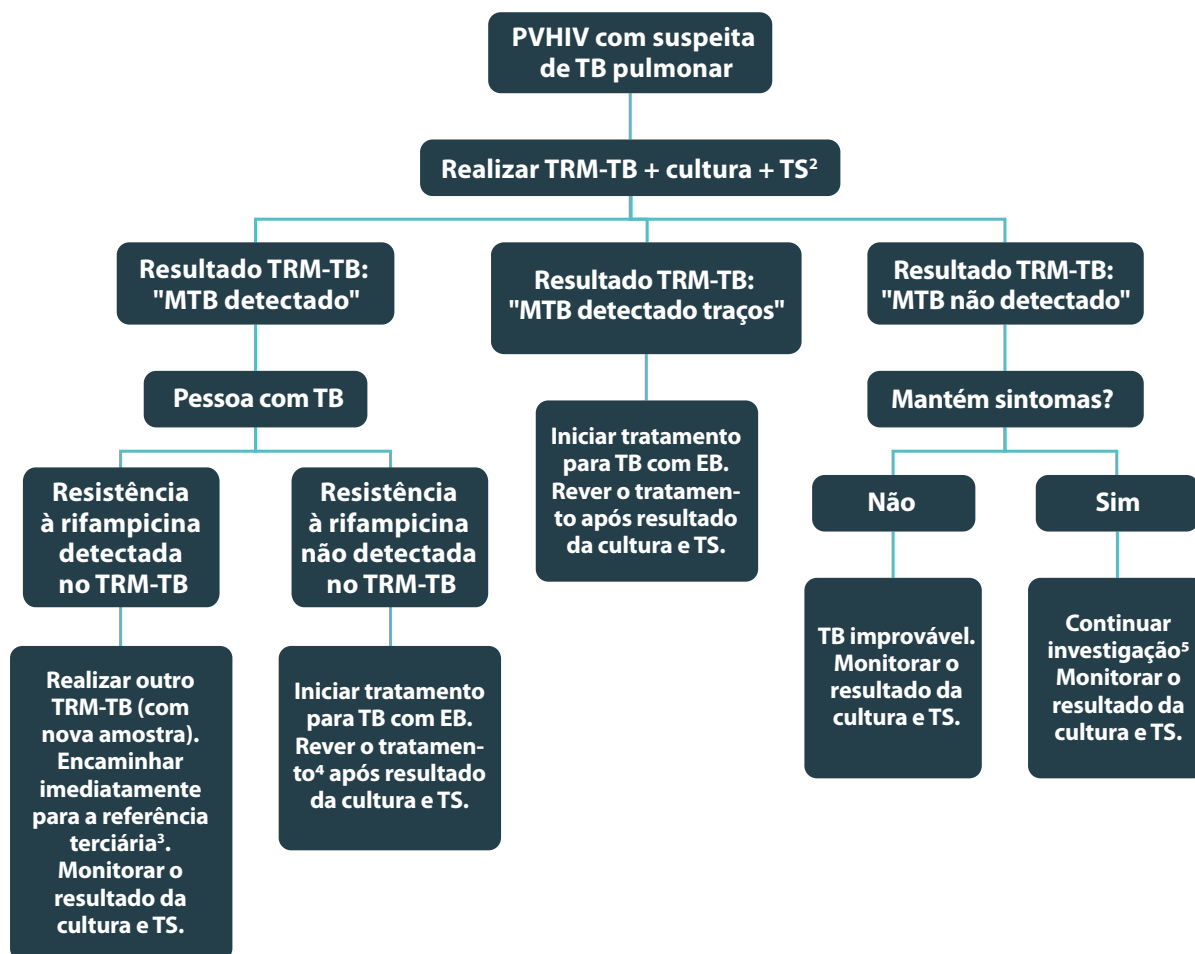 PVHIV com suspeita
de TB pulmonar
Realizar TRM-TB + cultura + TS²
Resultado TRM-TB:
"MTB detectado"
Resultado TRM-TB:
"MTB detectado traços"
Resultado TRM-TB:
"MTB não detectado"
Pessoa com TB
Mantém sintomas?
Resistência
à rifampicina
detectada
no TRM-TB
Resistência
à rifampicina
não detectada
no TRM-TB
Iniciar tratamento
para TB com EB.
Rever o tratamen-
to após resultado
da cultura e TS.
Não
Sim
Realizar outro
TRM-TB (com
nova amostra).
Encaminhar
imediatamente
para a referência
terciária³.
Monitorar o
resultado da
cultura e TS.
Iniciar tratamento
para TB com EB.
Rever o tratamen-
to⁴ após resultado
da cultura e TS.
TB improvável.
Monitorar o
resultado da
cultura e TS.
Continuar
investigação⁵
Monitorar o
resultado da
cultura e TS.